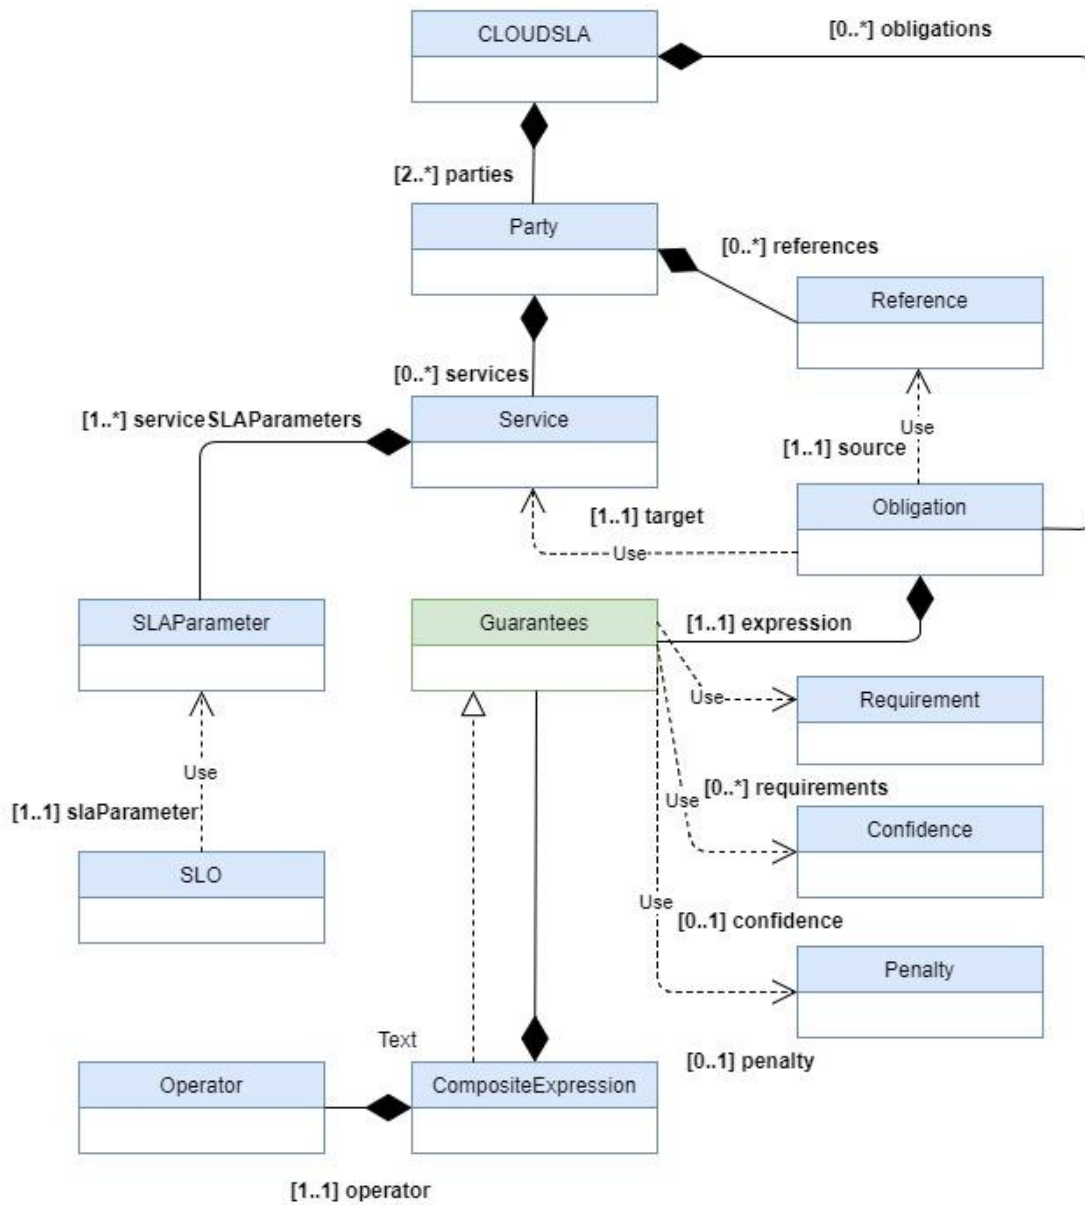 CLOUDSLA
[0..*] obligations
[2..*] parties
Party
[0..*] references
Reference
[0..*] services
[1..*] serviceSLAParameters
Service
Use
[1..1] source
Obligation
[1..1] target
Use
SLAParameter
Guarantees
[1..1] expression
Requirement
Use
Use
[1..1] slaParameter
[0..*] requirements
Use
Confidence
SLO
Use
[0..1] confidence
Penalty
Text
[0..1] penalty
Operator
CompositeExpression
[1..1] operator